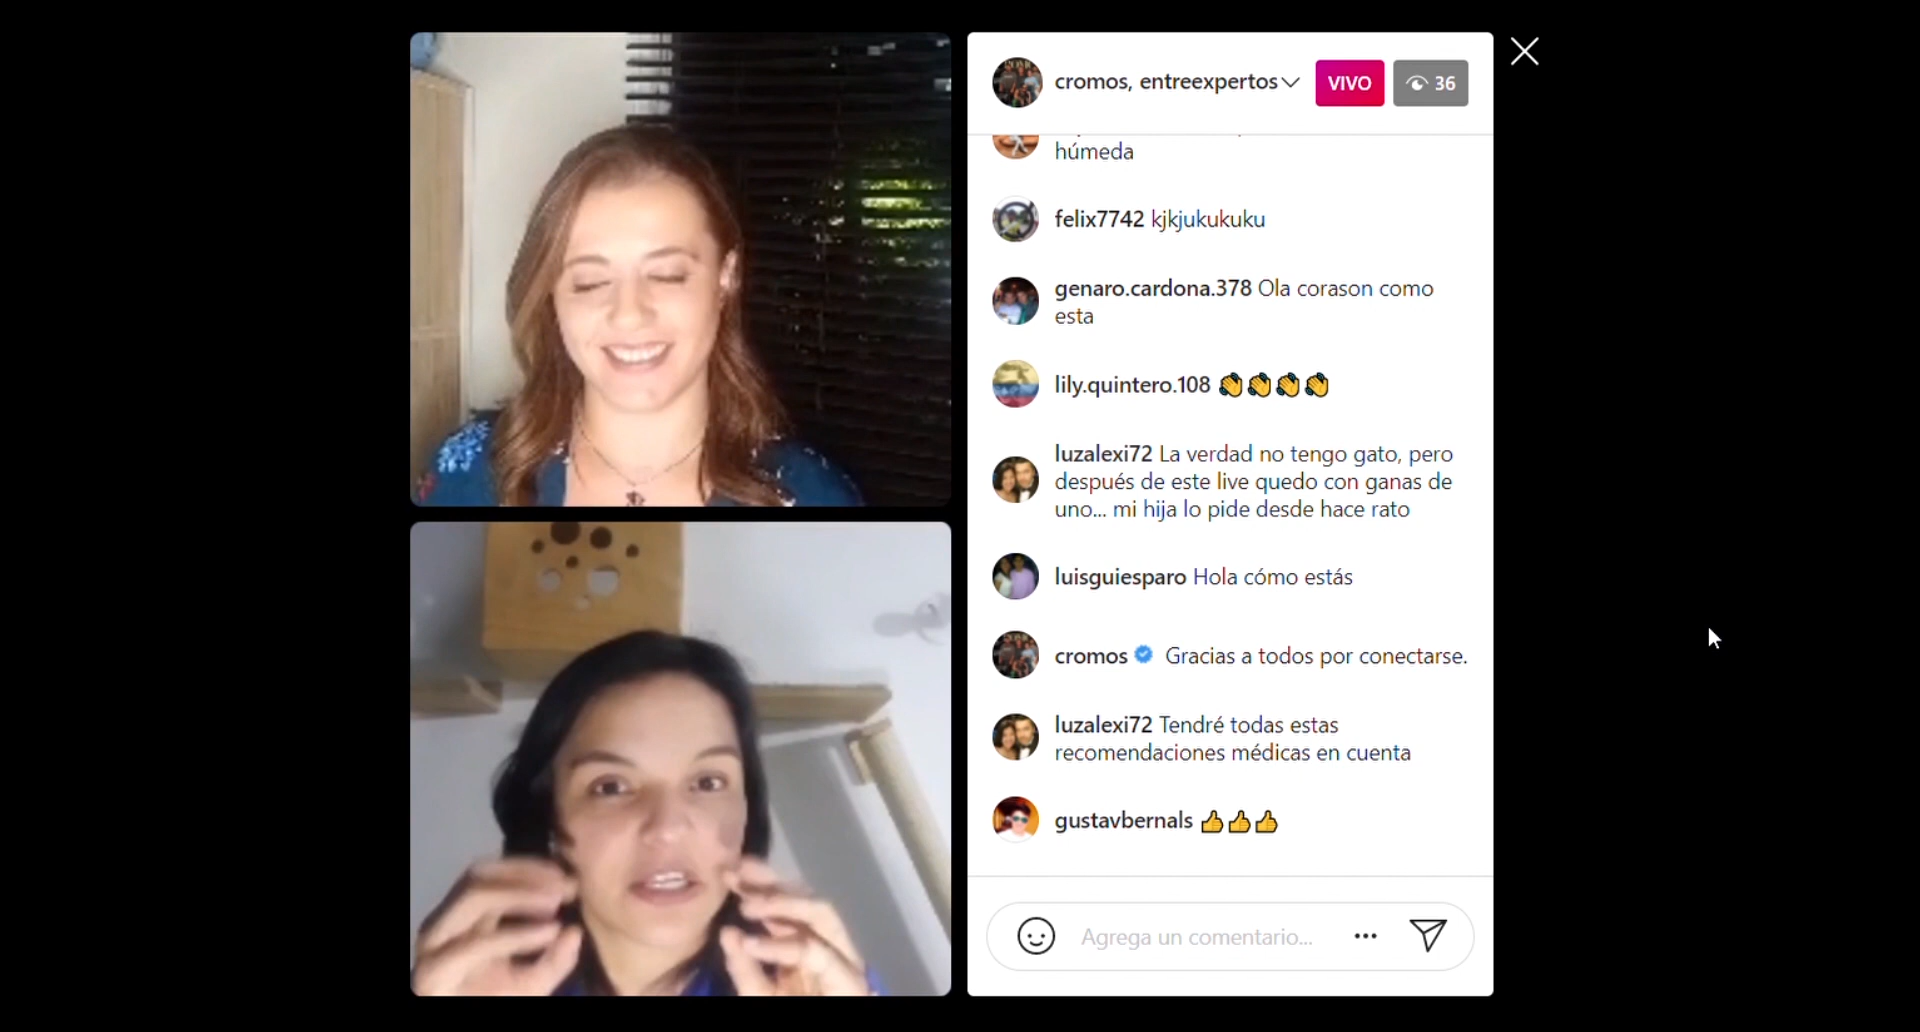 cromos, entreexpertos
VIVO
36
húmeda
felix7742 kjkjukukuku
genaro.cardona.378 Ola corason como
esta
lily.quintero.108 👏👏👏👏
luzalexi72 La verdad no tengo gato, pero
después de este live quedo con ganas de
uno... mi hija lo pide desde hace rato
luisguiesparo Hola cómo estás
cromos Gracias a todos por conectarse.
luzalexi72 Tendré todas estas
recomendaciones médicas en cuenta
gustavbernals 👍👍👍
Agrega un comentario...